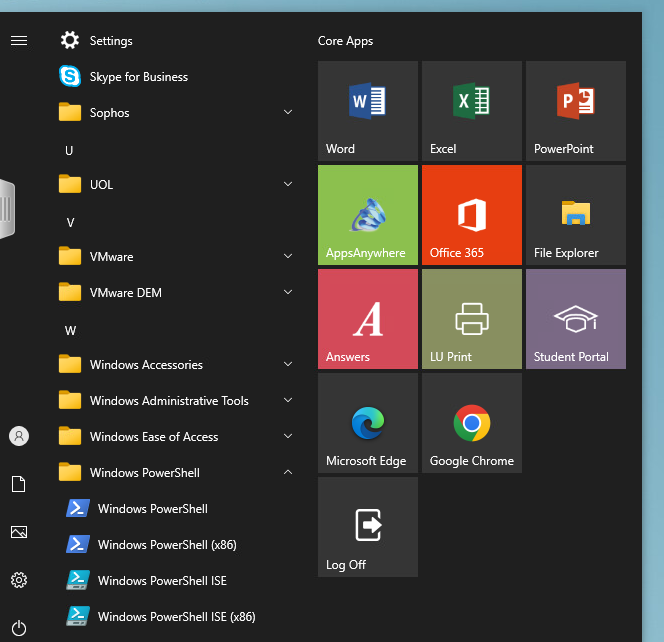 Settings
Skype for Business
Sophos
U
UOL
V
VMware
VMware DEM
W
Windows Accessories
Windows Administrative Tools
Windows Ease of Access
Windows PowerShell
Windows PowerShell
Windows PowerShell (x86)
Windows PowerShell ISE
Windows PowerShell ISE (x86)
Core Apps
Word
Excel
PowerPoint
AppsAnywhere
Office 365
File Explorer
Answers
LU Print
Student Portal
Microsoft Edge
Google Chrome
Log Off